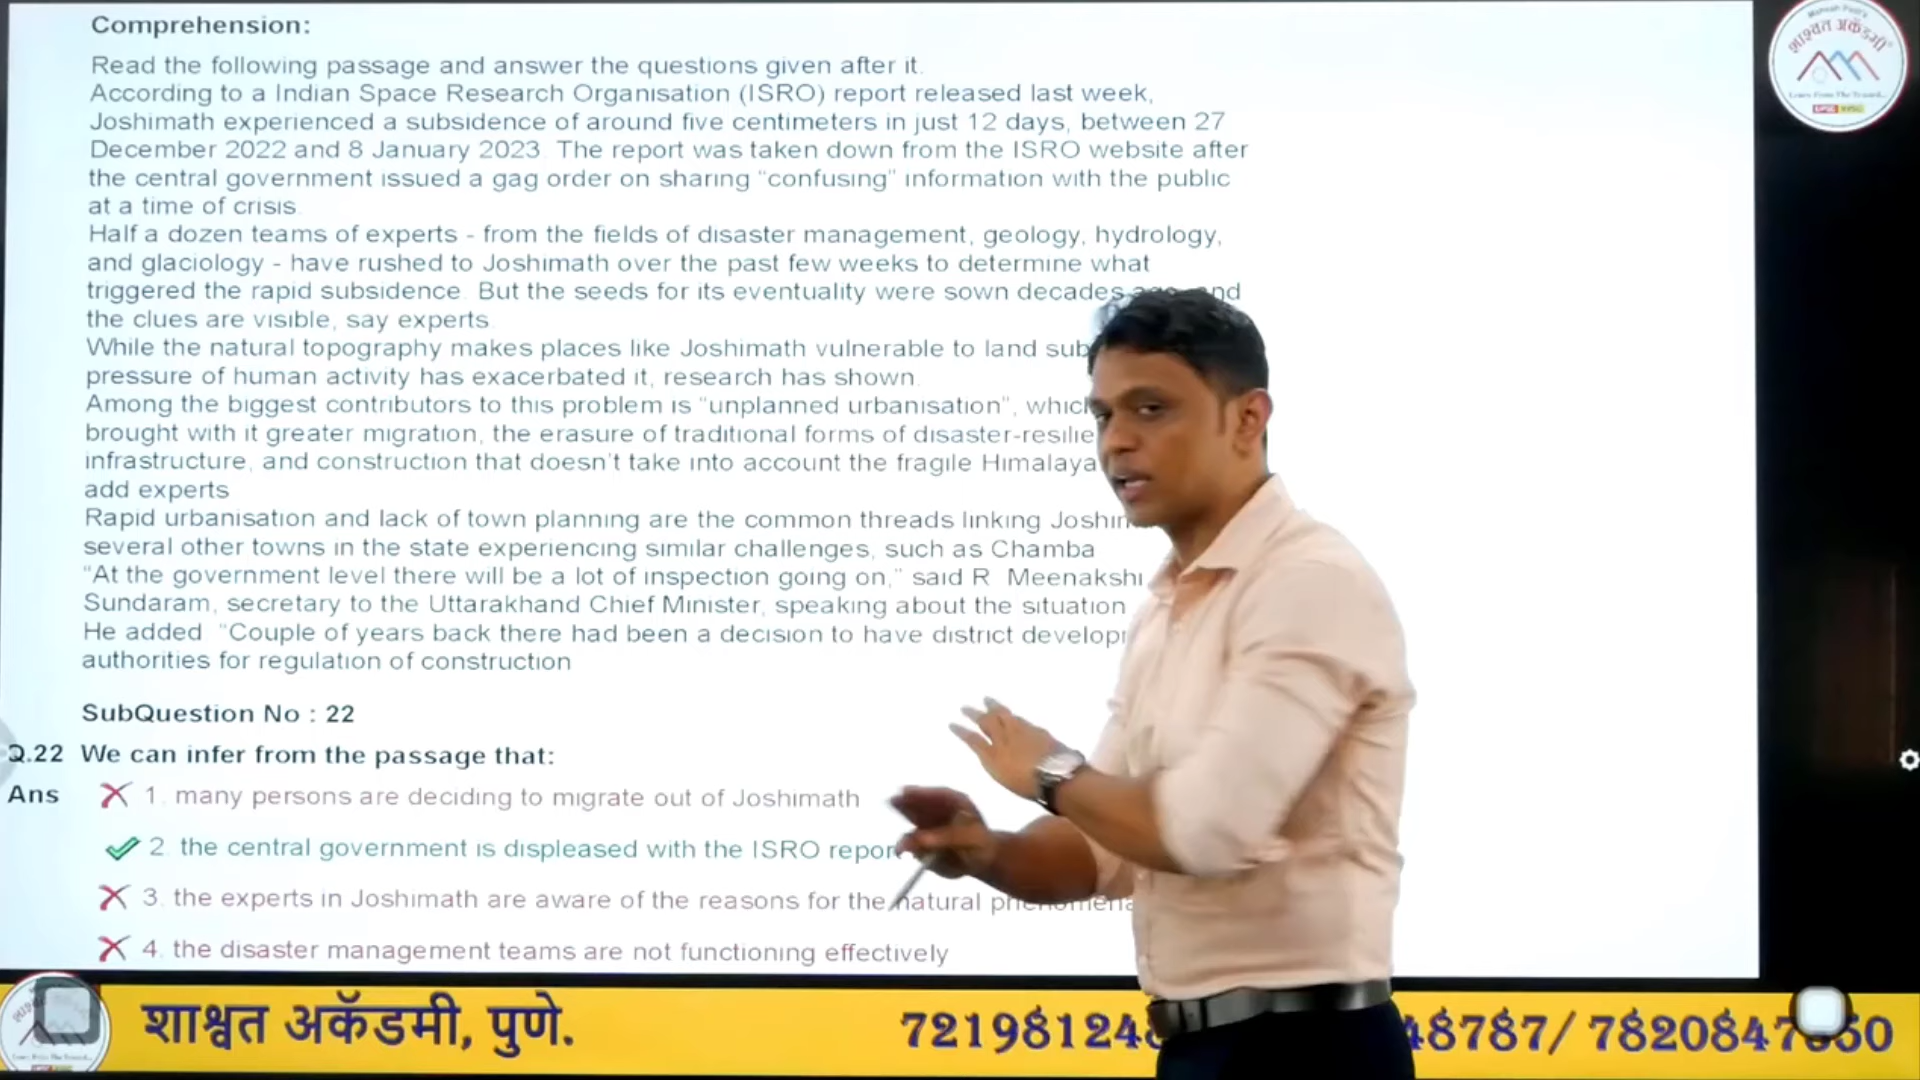 Comprehension:
Read the following passage and answer the questions given after it.
According to a Indian Space Research Organisation (ISRO) report released last week,
Joshimath experienced a subsidence of around five centimeters in just 12 days, between 27
December 2022 and 8 January 2023. The report was taken down from the ISRO website after
the central government issued a gag order on sharing "confusing" information with the public
at a time of crisis.
Half a dozen teams of experts - from the fields of disaster management, geology, hydrology,
and glaciology - have rushed to Joshimath over the past few weeks to determine what
triggered the rapid subsidence. But the seeds for its eventuality were sown decades
the clues are visible, say experts.
While the natural topography makes places like Joshimath vulnerable to land
pressure of human activity has exacerbated it, research has shown.
Among the biggest contributors to this problem is "unplanned urbanisation",
brought with it greater migration, the erasure of traditional forms of
infrastructure, and construction that doesn't take into account the fragile
add experts
Rapid urbanisation and lack of town planning are the common threads linking
several other towns in the state experiencing similar challenges, such as Chamba
"At the government level there will be a lot of inspection going on," said R Meenakshi
Sundaram, secretary to the Uttarakhand Chief Minister, speaking about the situation
He added "Couple of years back there had been a decision to have district
authorities for regulation of construction
SubQuestion No : 22
Q.22 We can infer from the passage that:
Ans 1. many persons are deciding to migrate out of Joshimath
2. the central government is displeased with the ISRO report
3. the experts in Joshimath are aware of the reasons for the natural
4. the disaster management teams are not functioning effectively
शाश्वत अकॅडमी, पुणे.
शाश्वत अकॅडमी